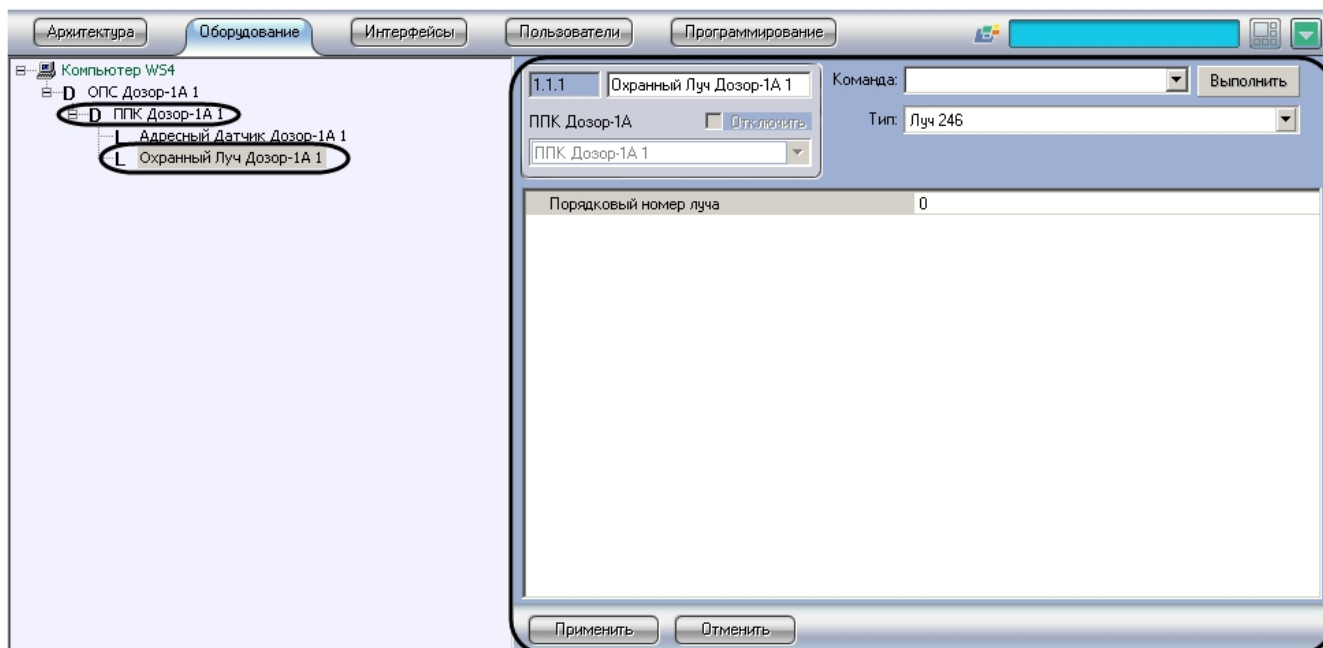 Архитектура Оборудование Интерфейсы Пользователи Программирование
Компьютер WS4
D ОПС Дозор-1А 1
D ППК Дозор-1А 1
L Адресный Датчик Дозор-1А 1
L Охранный Луч Дозор-1А 1
1.1.1 Охранный Луч Дозор-1А 1
ППК Дозор-1А Отключить
ППК Дозор-1А 1
Команда: Выполнить
Тип: Луч 246
Порядковый номер луча 0
Применить Отменить